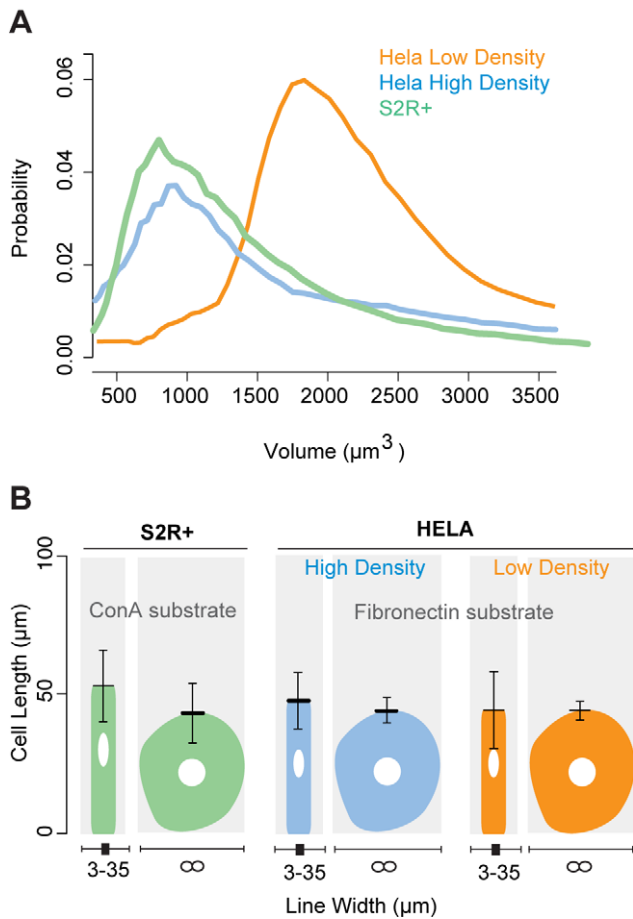 A
Hela Low Density
Hela High Density
S2R+
Probability
0.06
0.04
0.02
0.00
500 1000 1500 2000 2500 3000 3500
Volume (µm³)
B
S2R+ HELA
High Density Low Density
ConA substrate Fibronectin substrate
Cell Length (µm)
100
50
0
3-35 ∞ 3-35 ∞ 3-35 ∞
Line Width (µm)